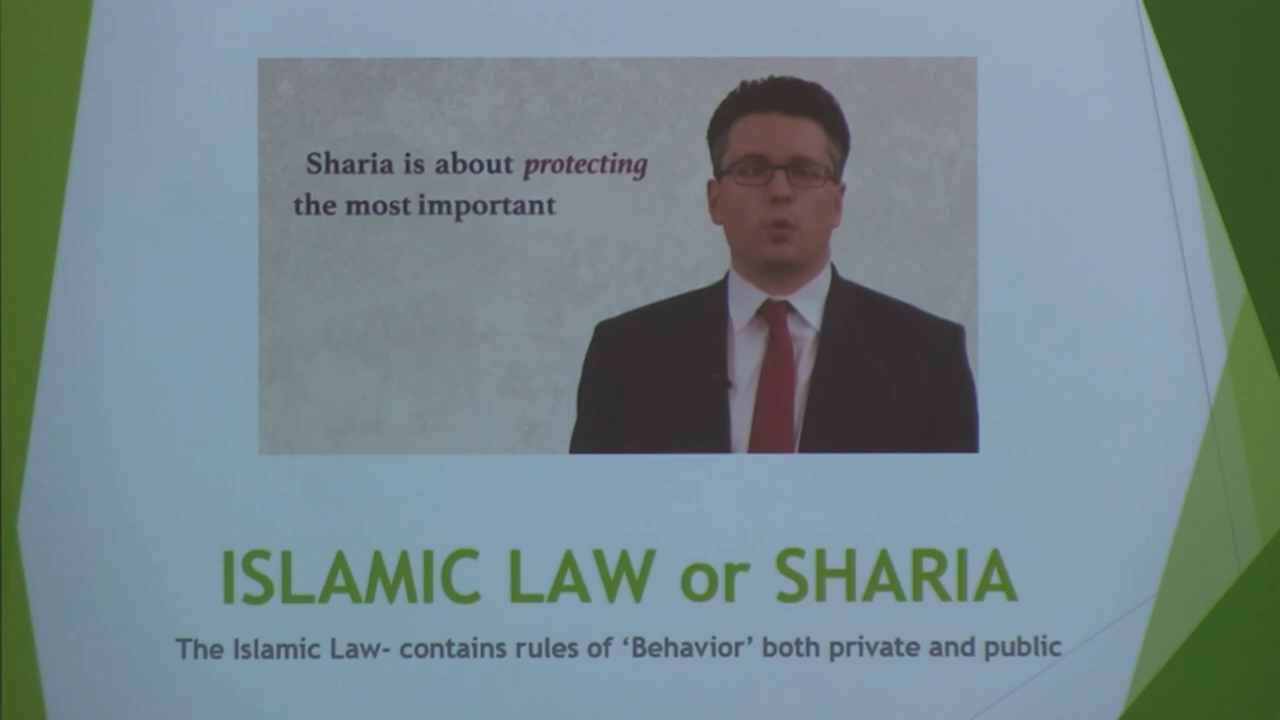 Sharia is about protecting
the most important
ISLAMIC LAW or SHARIA
The Islamic Law- contains rules of ‘Behavior’ both private and public